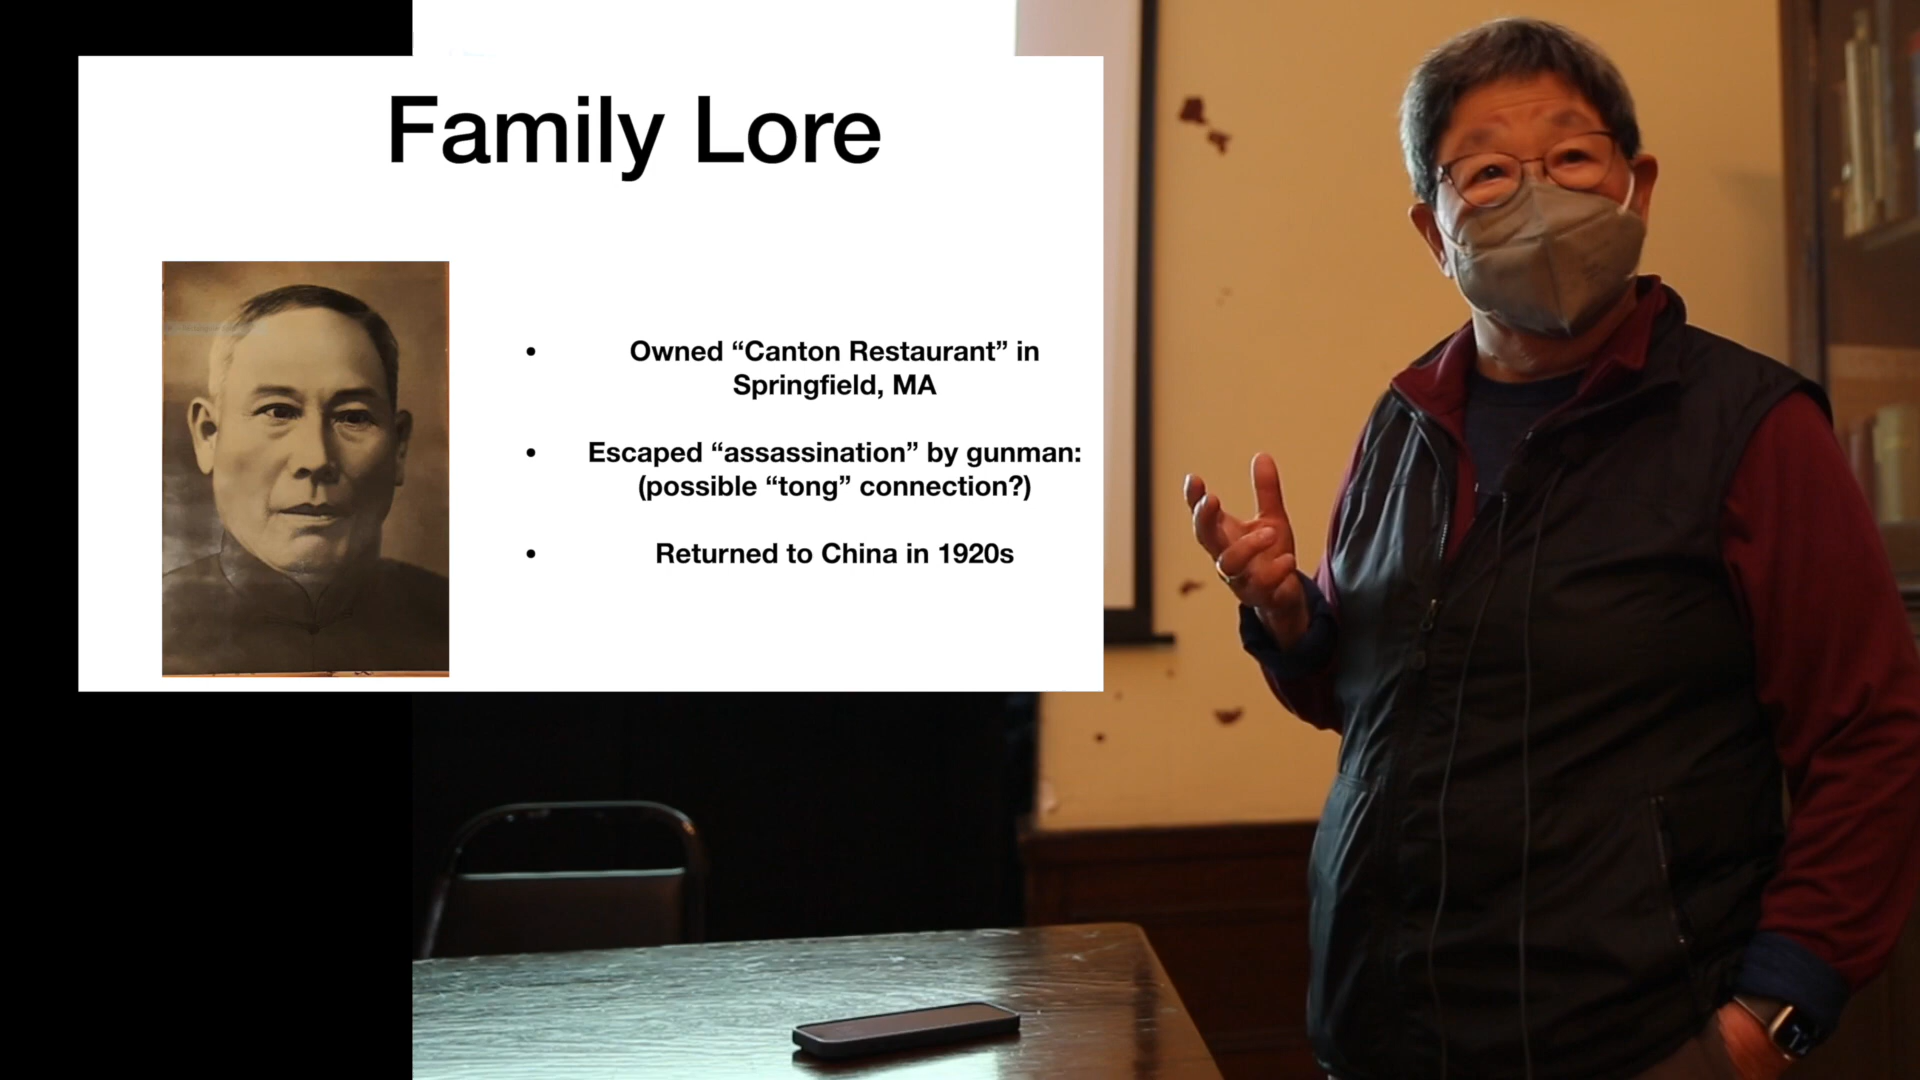 Family Lore
• Owned “Canton Restaurant” in
Springfield, MA
• Escaped “assassination” by gunman:
(possible “tong” connection?)
• Returned to China in 1920s